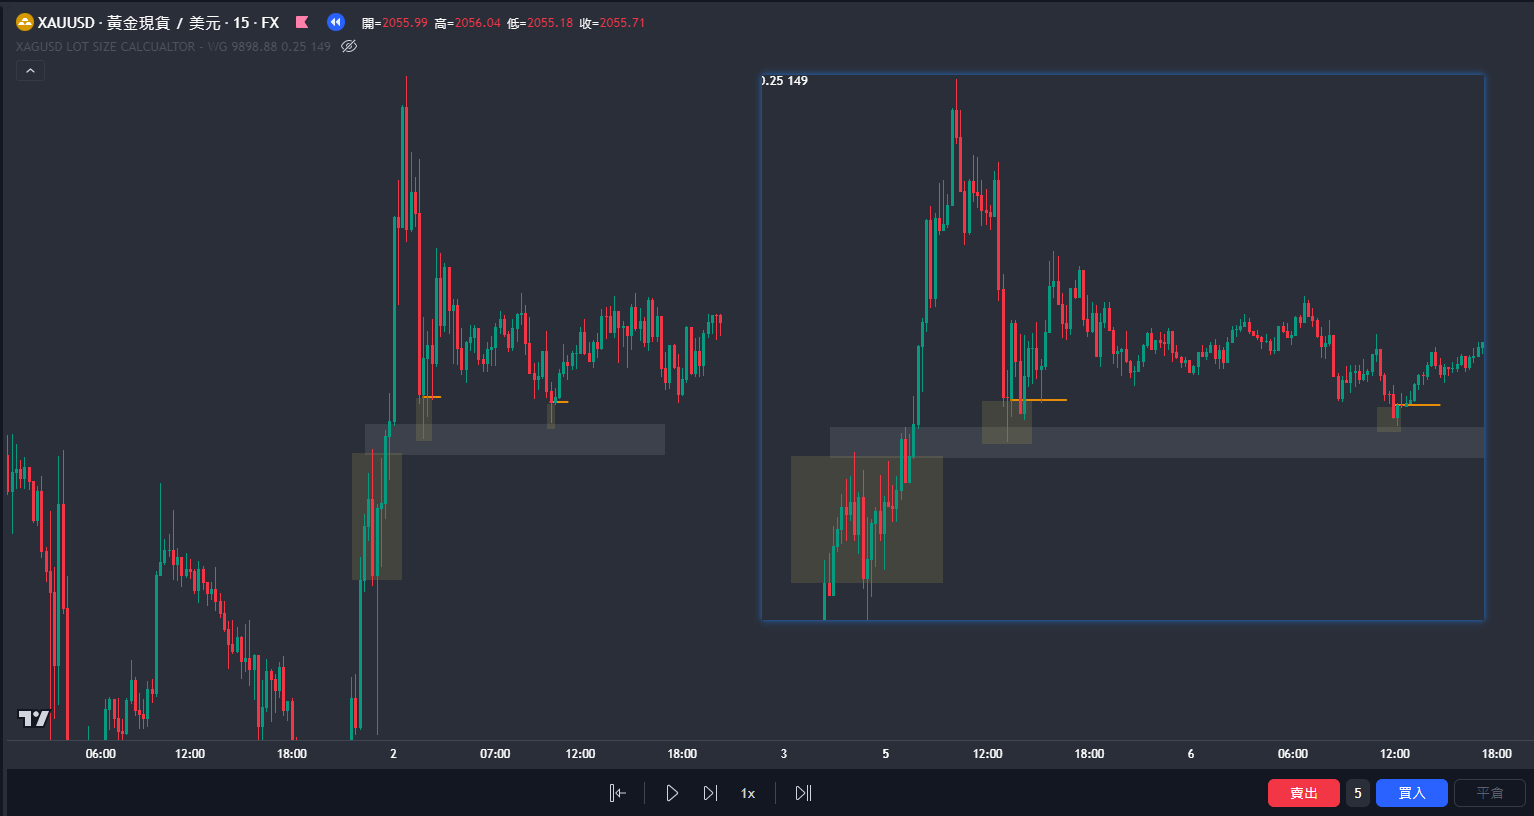 XAUUSD · 黃金現貨 / 美元 · 15 · FX 開=2055.99 高=2056.04 低=2055.18 收=2055.71
XAGUSD LOT SIZE CALCUALTOR - WG 9898.88 0.25 149
0.25 149
06:00 12:00 18:00 2 07:00 12:00 18:00 3 5 12:00 18:00 6 06:00 12:00 18:00
1x 賣出 5 買入 平倉